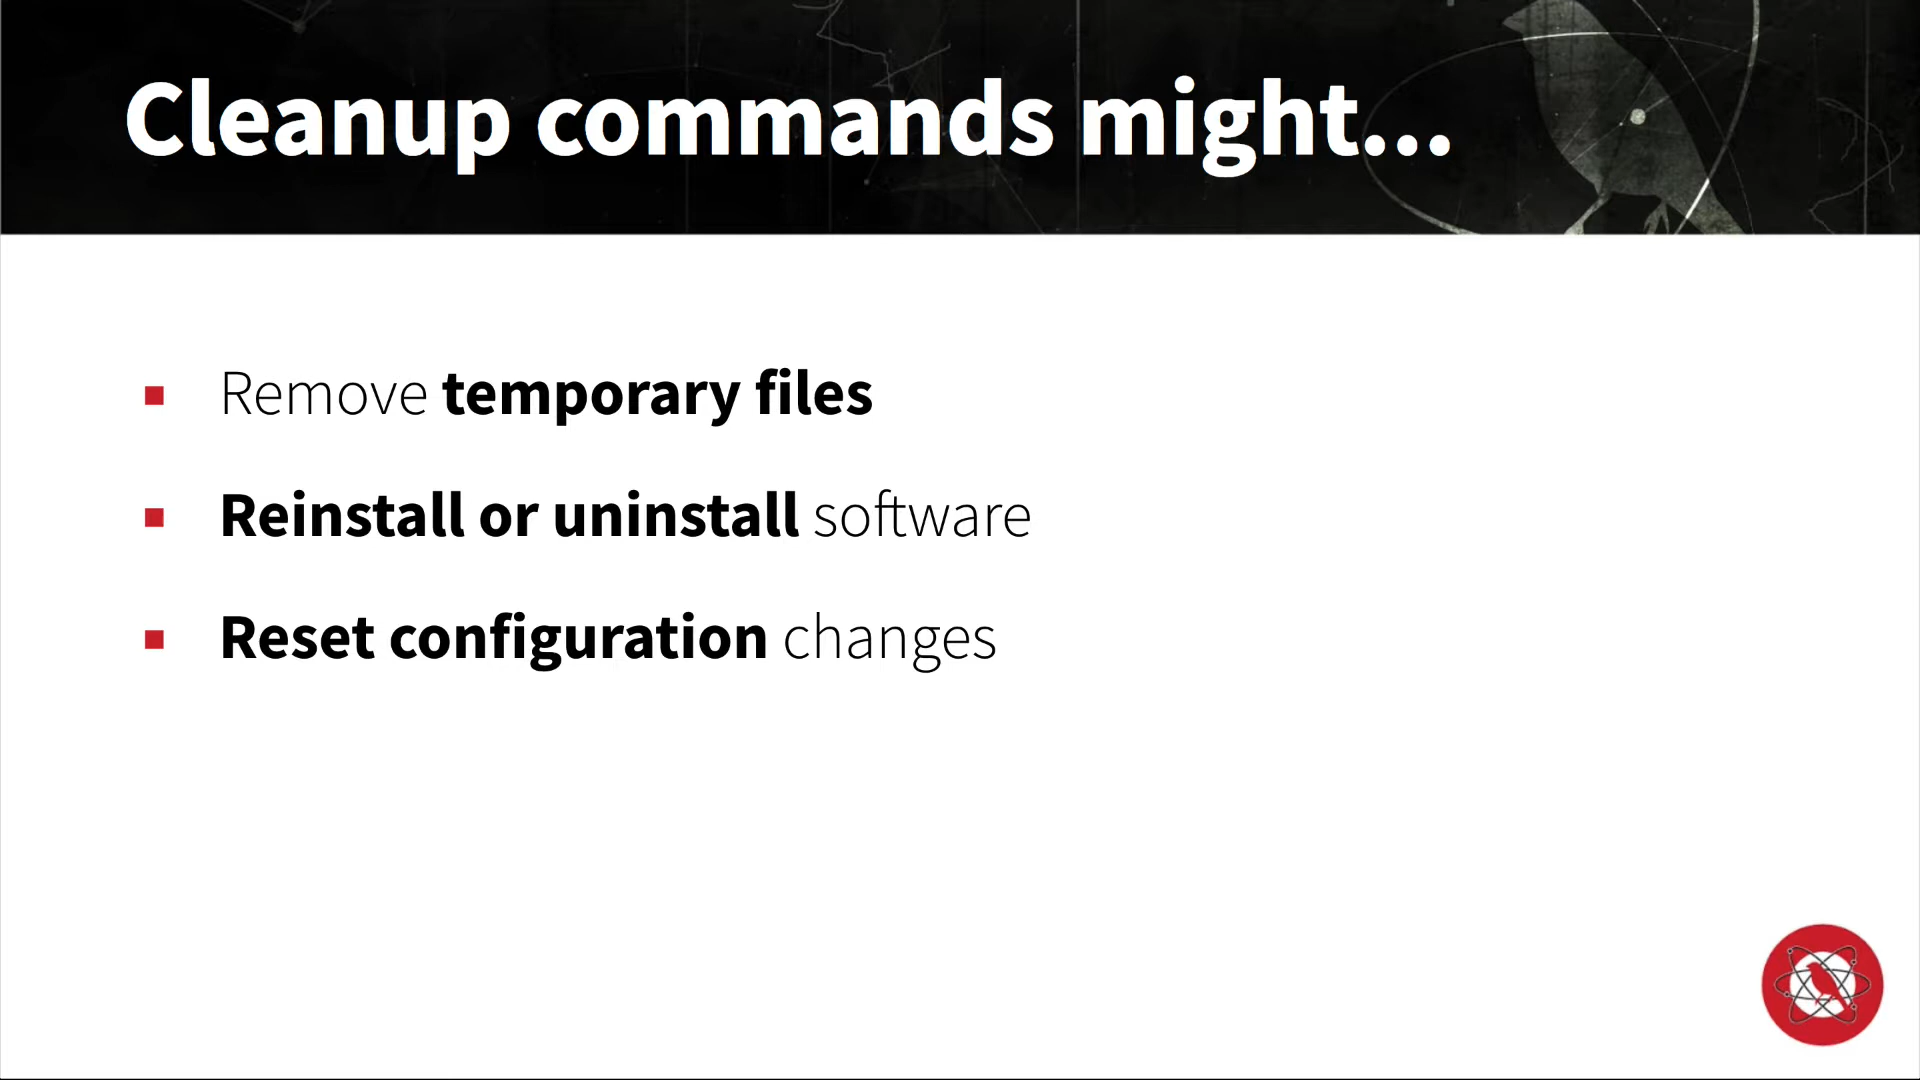 Cleanup commands might...
Remove temporary files
Reinstall or uninstall software
Reset configuration changes